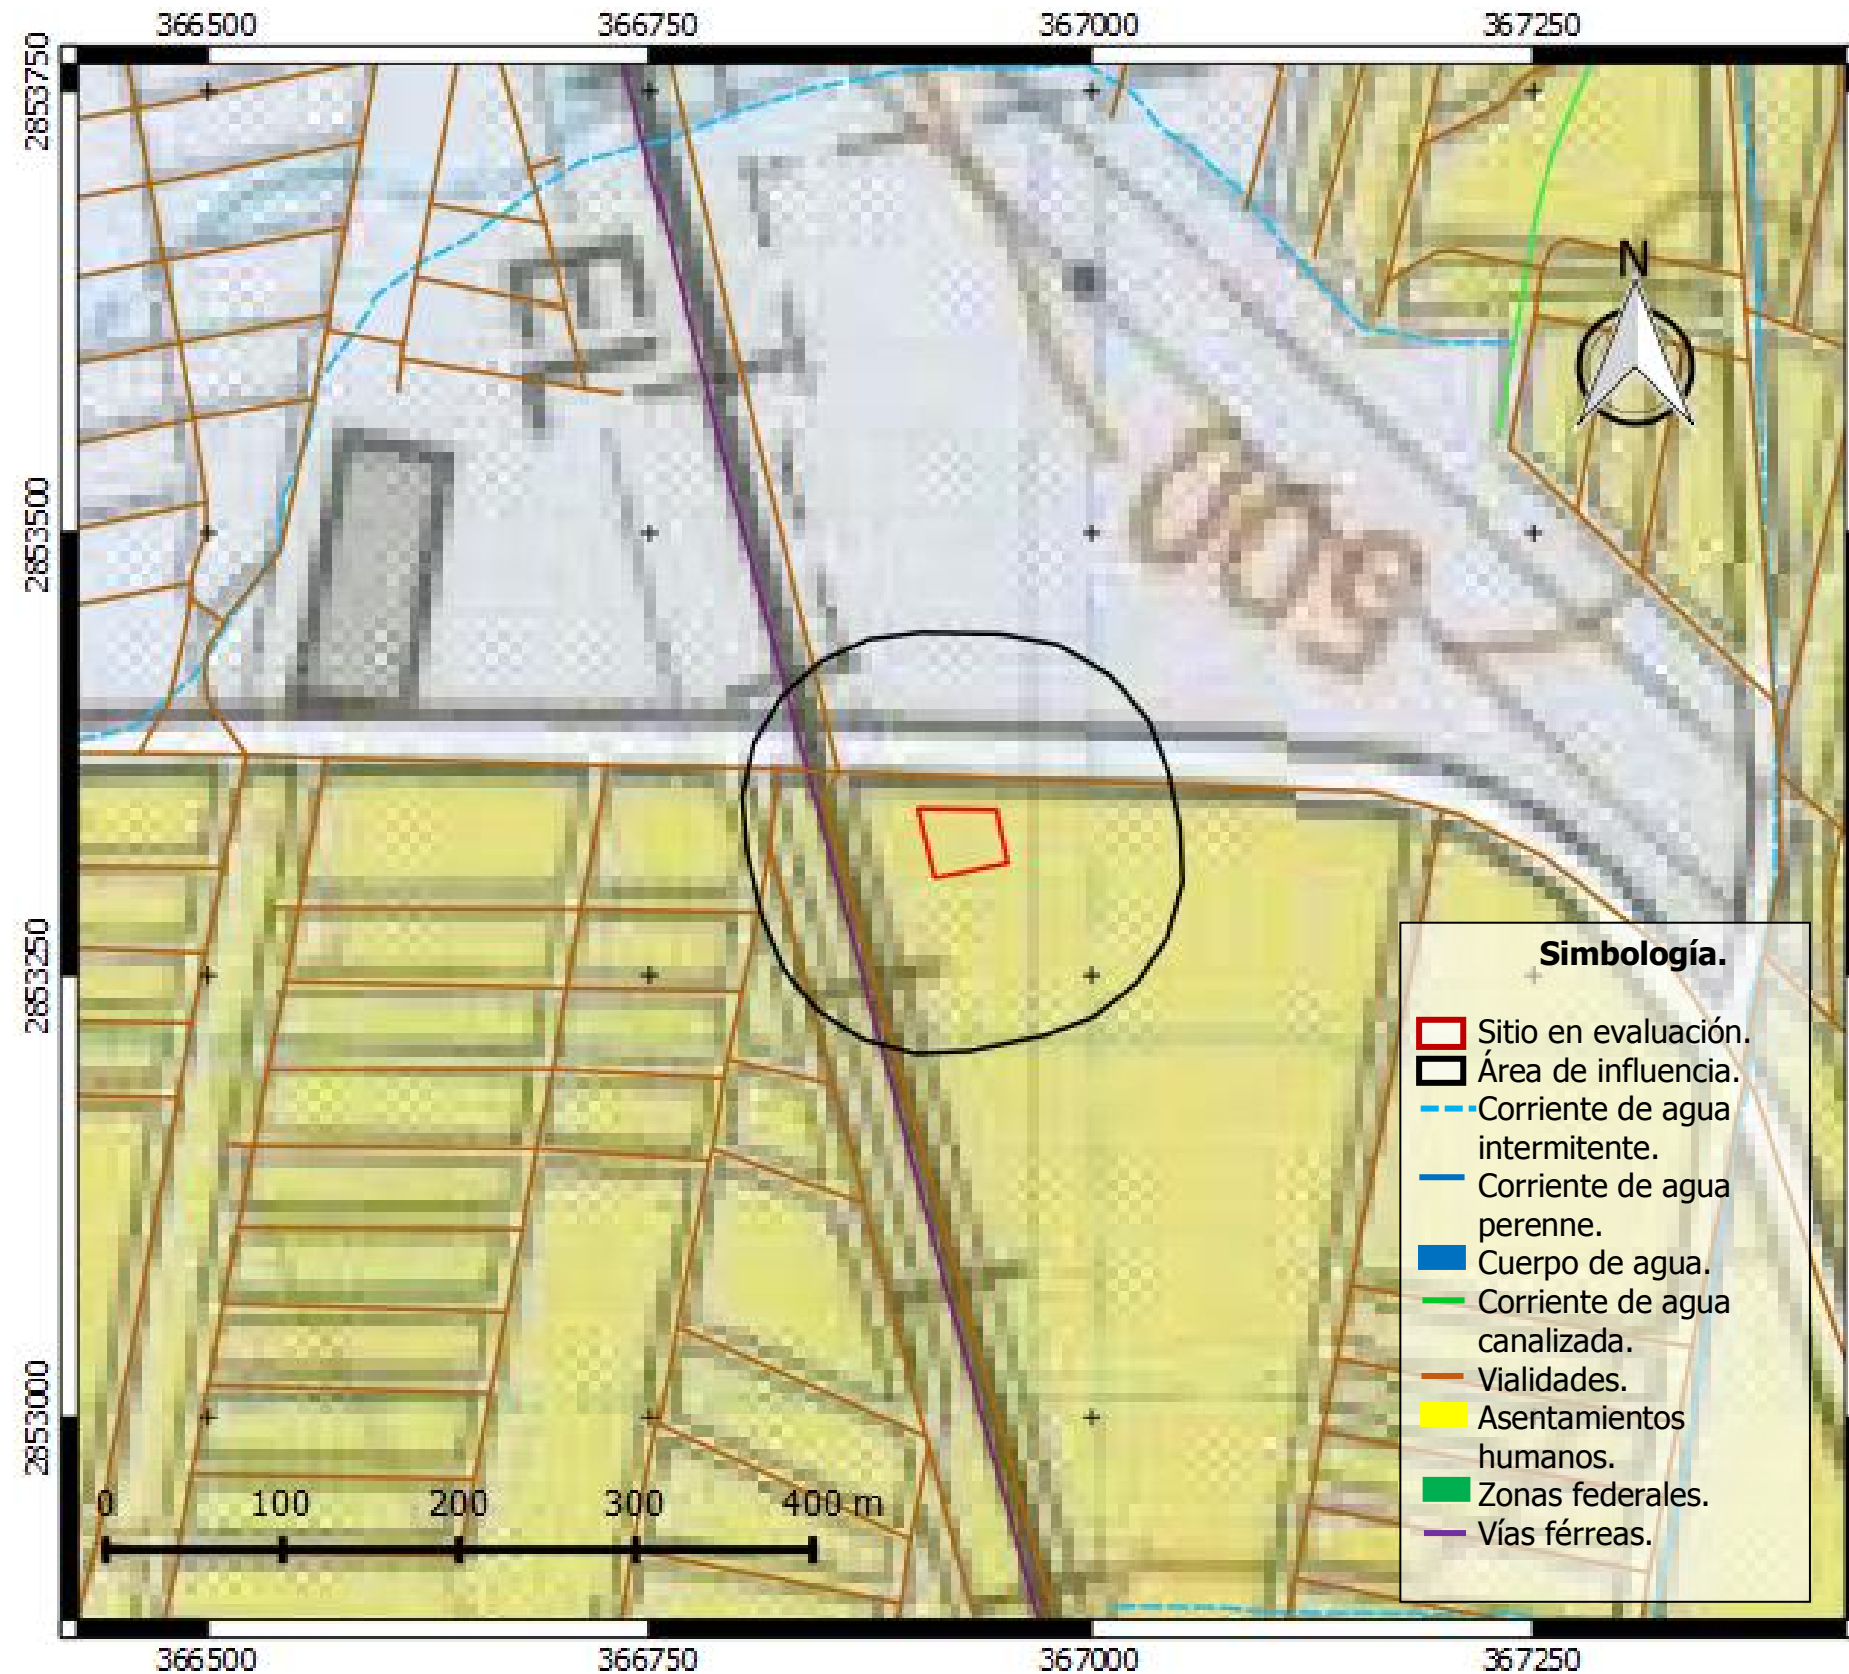 366500 366750 367000 367250
2853750
2853500
2853250
2853000
N
Simbología.
Sitio en evaluación.
Área de influencia.
Corriente de agua
intermitente.
Corriente de agua
perenne.
Cuerpo de agua.
Corriente de agua
canalizada.
Vialidades.
Asentamientos
humanos.
Zonas federales.
Vías férreas.
0 100 200 300 400 m
366500 366750 367000 367250